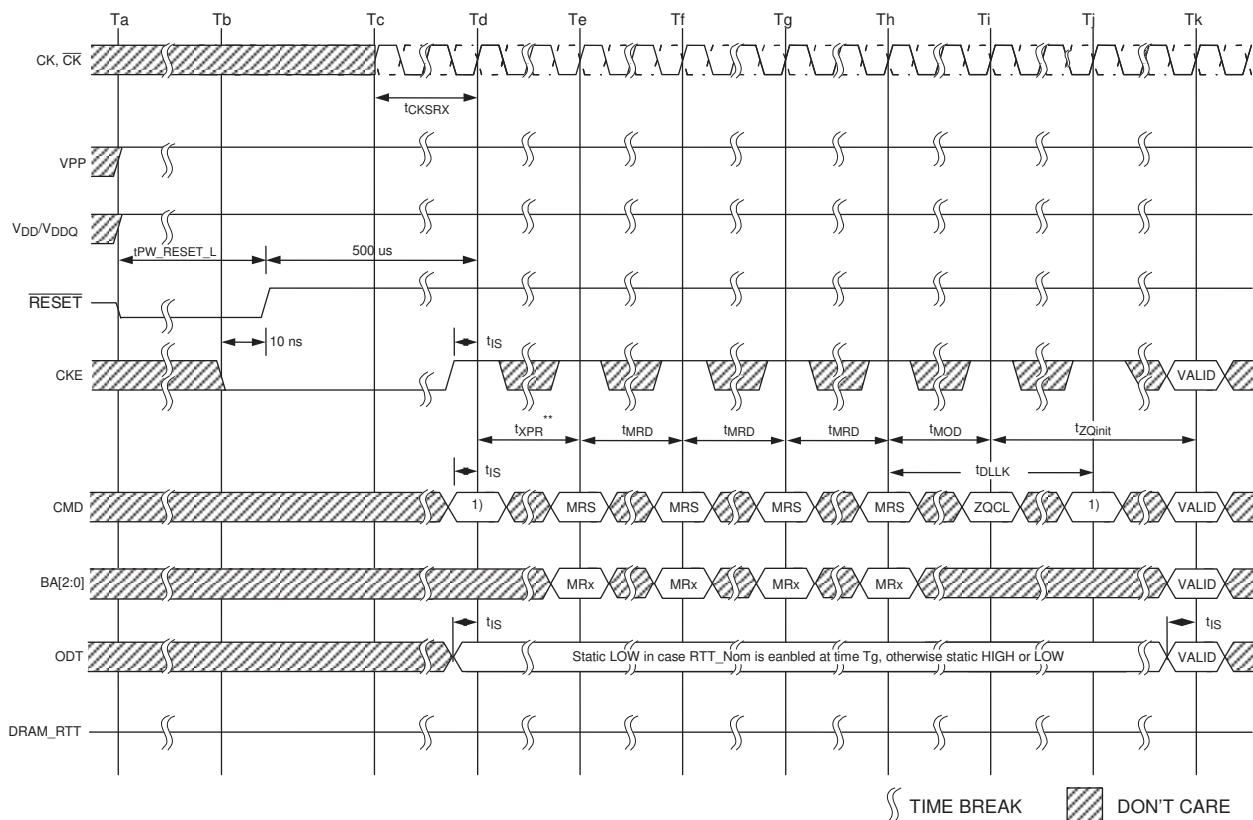 Ta Tb Tc Td Te Tf Tg Th Ti Tj Tk
CK, CK
tCKSRX
VPP
VDD/VDDQ
tPW_RESET_L 500 us
RESET
10 ns tIS
CKE VALID
tXPR** tMRD tMRD tMRD tMOD tZQinit
tIS tDLLK
CMD 1) MRS MRS MRS MRS ZQCL 1) VALID
BA[2:0] MRx MRx MRx MRx VALID
tIS tIS
ODT Static LOW in case RTT_Nom is eanbled at time Tg, otherwise static HIGH or LOW VALID
DRAM_RTT
TIME BREAK DON'T CARE